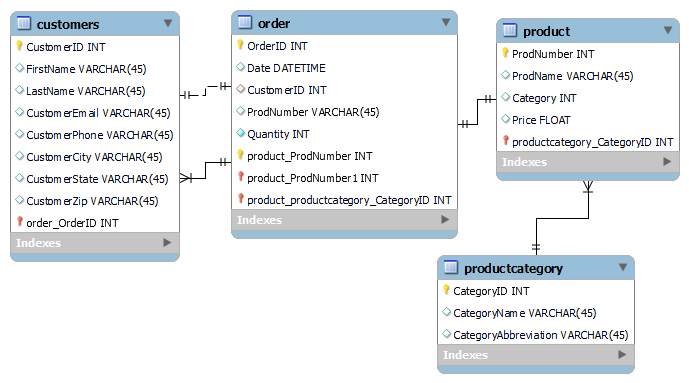 customers
CustomerID INT
FirstName VARCHAR(45)
LastName VARCHAR(45)
CustomerEmail VARCHAR(45)
CustomerPhone VARCHAR(45)
CustomerCity VARCHAR(45)
CustomerState VARCHAR(45)
CustomerZip VARCHAR(45)
order_OrderID INT
Indexes
order
OrderID INT
Date DATETIME
CustomerID INT
ProdNumber VARCHAR(45)
Quantity INT
product_ProdNumber INT
product_ProdNumber1 INT
product_productcategory_CategoryID INT
Indexes
product
ProdNumber INT
ProdName VARCHAR(45)
Category INT
Price FLOAT
productcategory_CategoryID INT
Indexes
productcategory
CategoryID INT
CategoryName VARCHAR(45)
CategoryAbbreviation VARCHAR(45)
Indexes